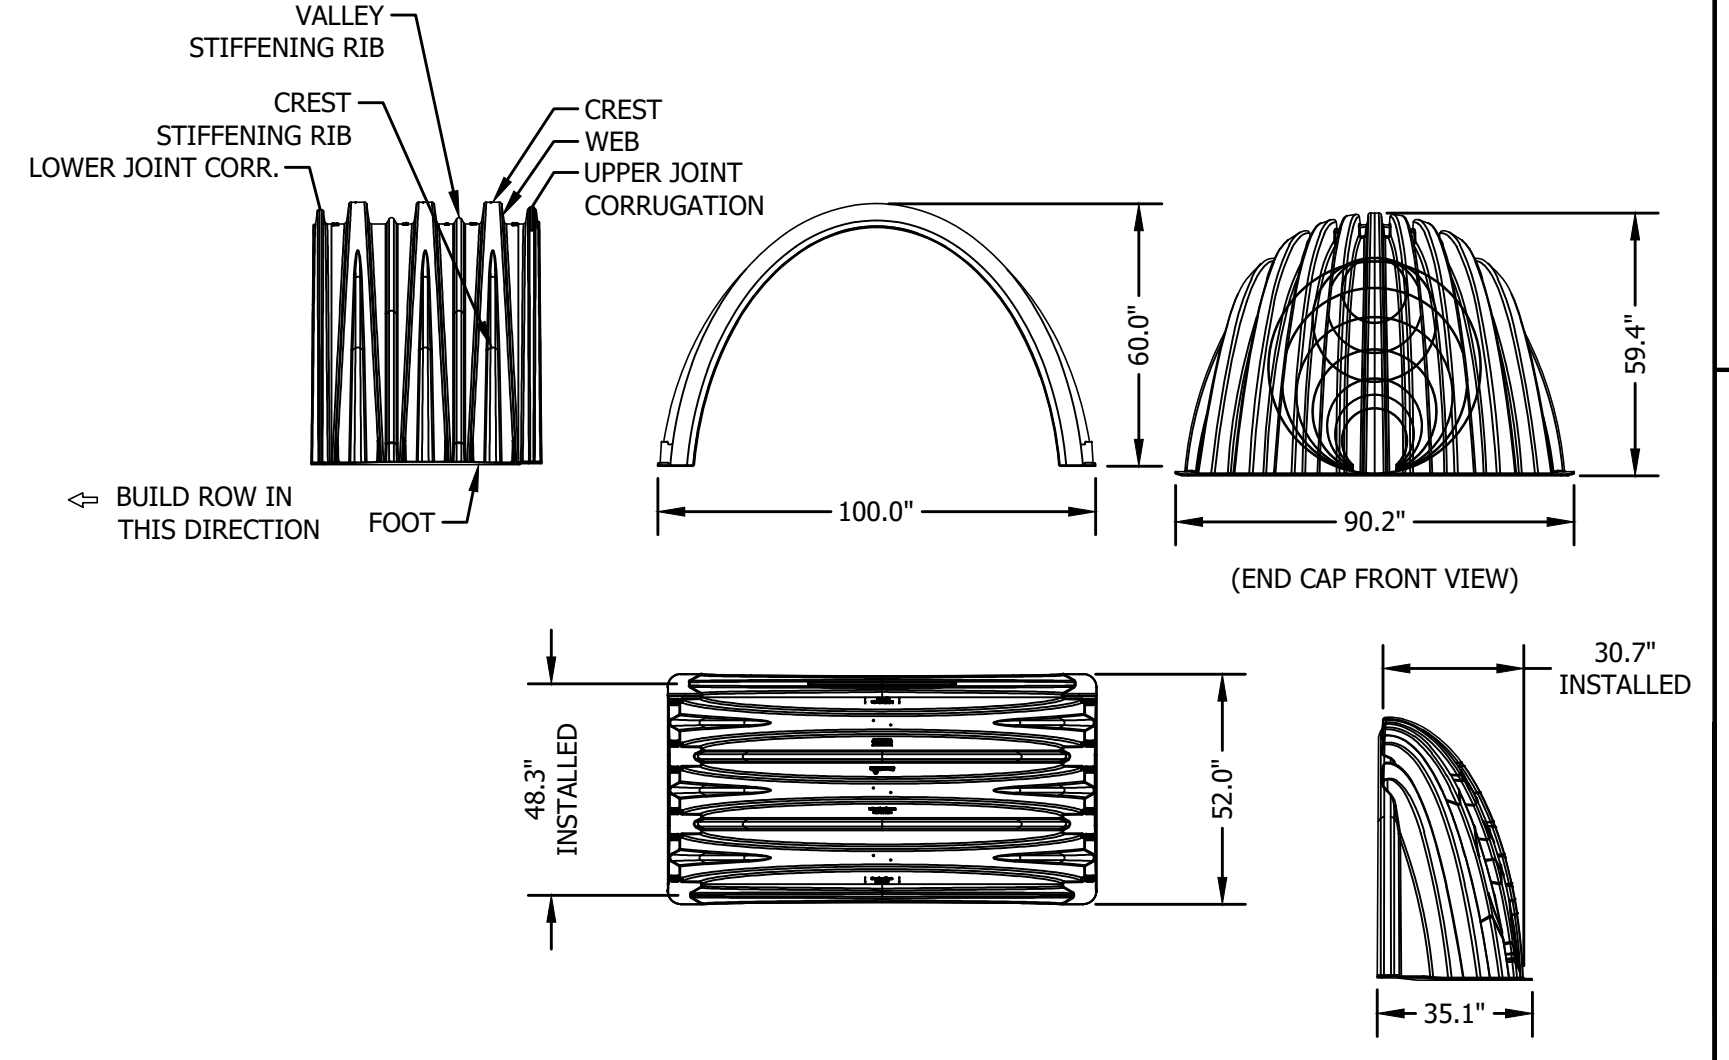 VALLEY
STIFFENING RIB
CREST
STIFFENING RIB
LOWER JOINT CORR.
CREST
WEB
UPPER JOINT
CORRUGATION
BUILD ROW IN
THIS DIRECTION
FOOT
60.0"
100.0"
59.4"
90.2"
(END CAP FRONT VIEW)
48.3"
INSTALLED
52.0"
30.7"
INSTALLED
35.1"